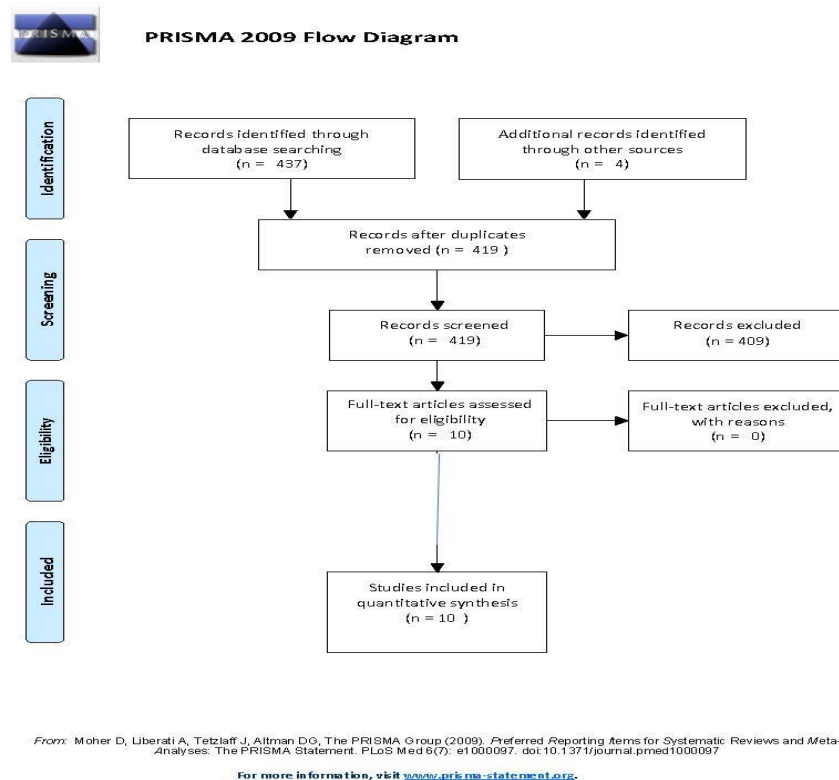 PRISMA
PRISMA 2009 Flow Diagram
Identification
Records identified through
database searching
(n = 437)
Additional records identified
through other sources
(n = 4)
Records after duplicates
removed (n = 419 )
Screening
Records screened
(n = 419)
Records excluded
(n = 409)
Eligibility
Full-text articles assessed
for eligibility
(n = 10)
Full-text articles excluded,
with reasons
(n = 0)
Included
Studies included in
quantitative synthesis
(n = 10 )
From: Moher D, Liberati A, Tetzlaff J, Altman DG, The PRISMA Group (2009). Preferred Reporting Items for Systematic Reviews and Meta-
Analyses: The PRISMA Statement. PLoS Med 6(7): e1000097. doi:10.1371/journal.pmed1000097
For more information, visit www.prisma-statement.org.